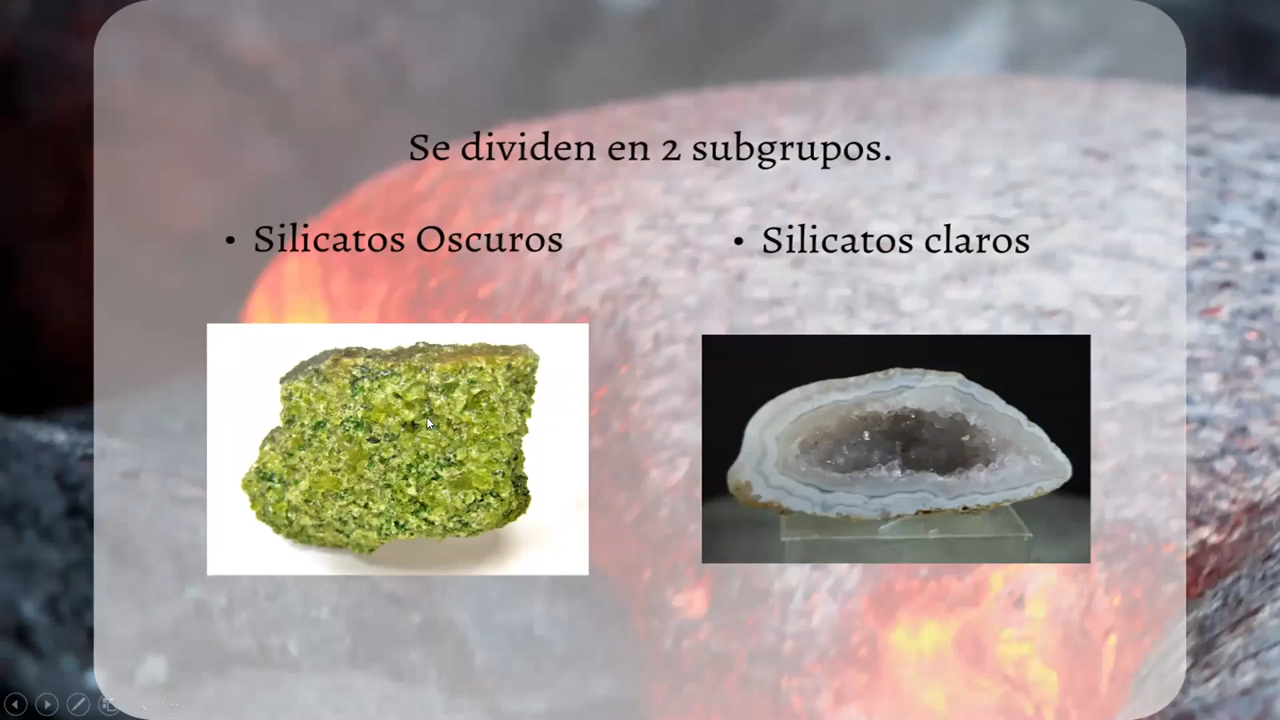 Se dividen en 2 subgrupos.
• Silicatos Oscuros
• Silicatos claros